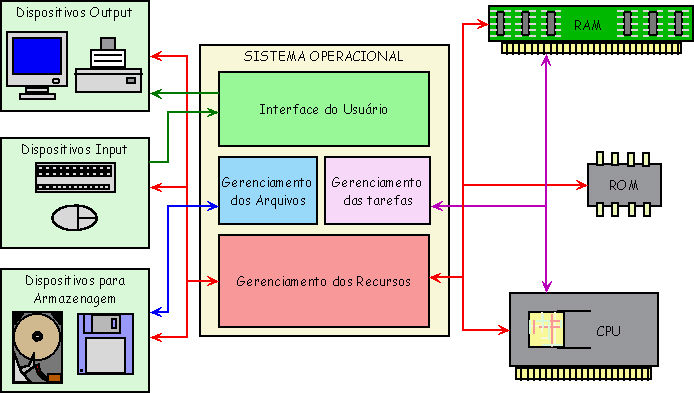 Dispositivos Output
SISTEMA OPERACIONAL
RAM
Interface do Usuário
Dispositivos Input
Gerenciamento
dos Arquivos
Gerenciamento
das tarefas
ROM
Dispositivos para
Armazenagem
Gerenciamento dos Recursos
CPU